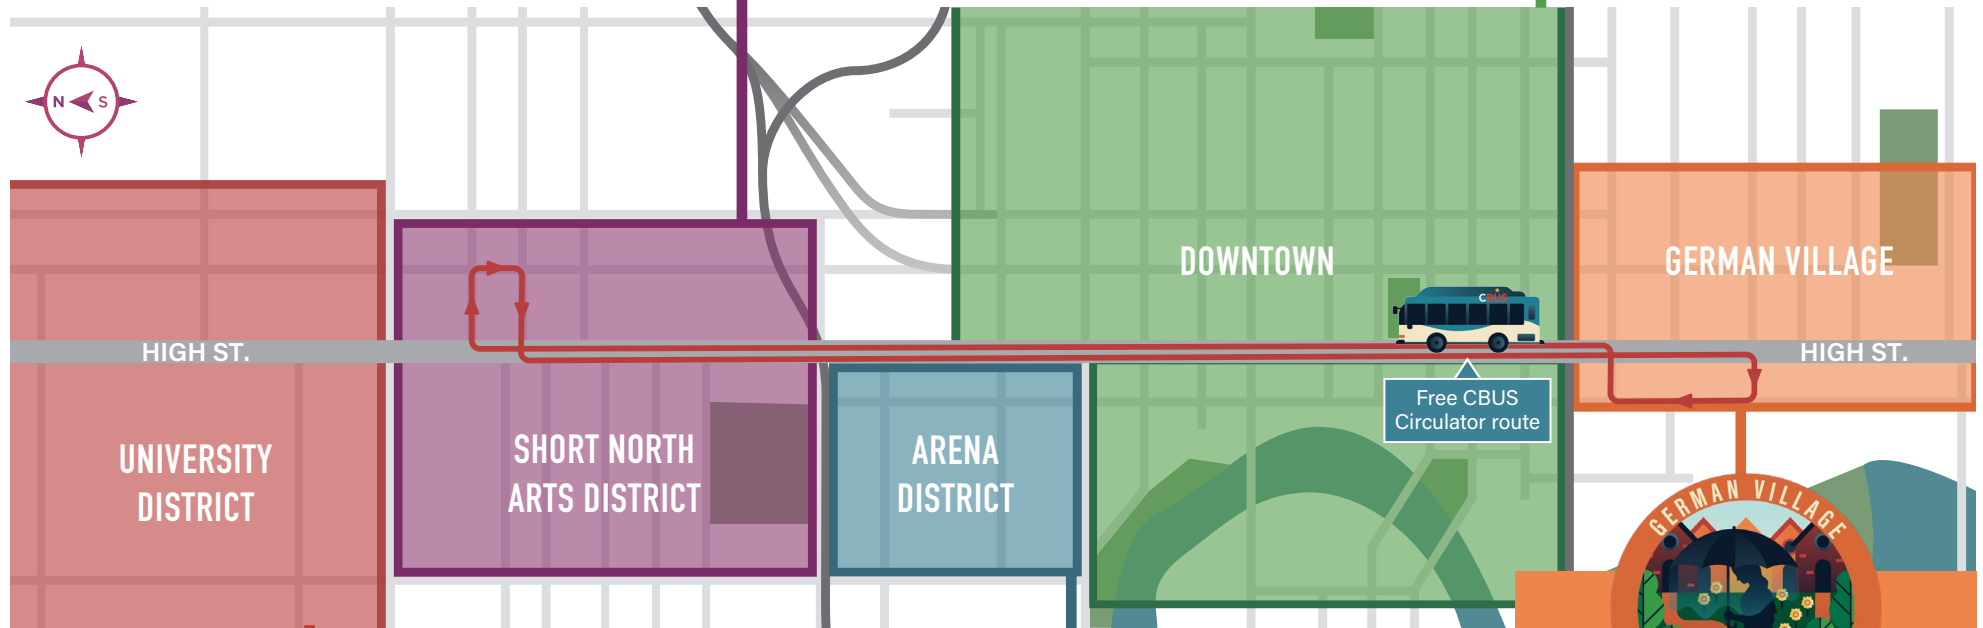 N S
DOWNTOWN
GERMAN VILLAGE
CBUS
HIGH ST.
HIGH ST.
Free CBUS
Circulator route
UNIVERSITY
DISTRICT
SHORT NORTH
ARTS DISTRICT
ARENA
DISTRICT
GERMAN VILLAGE